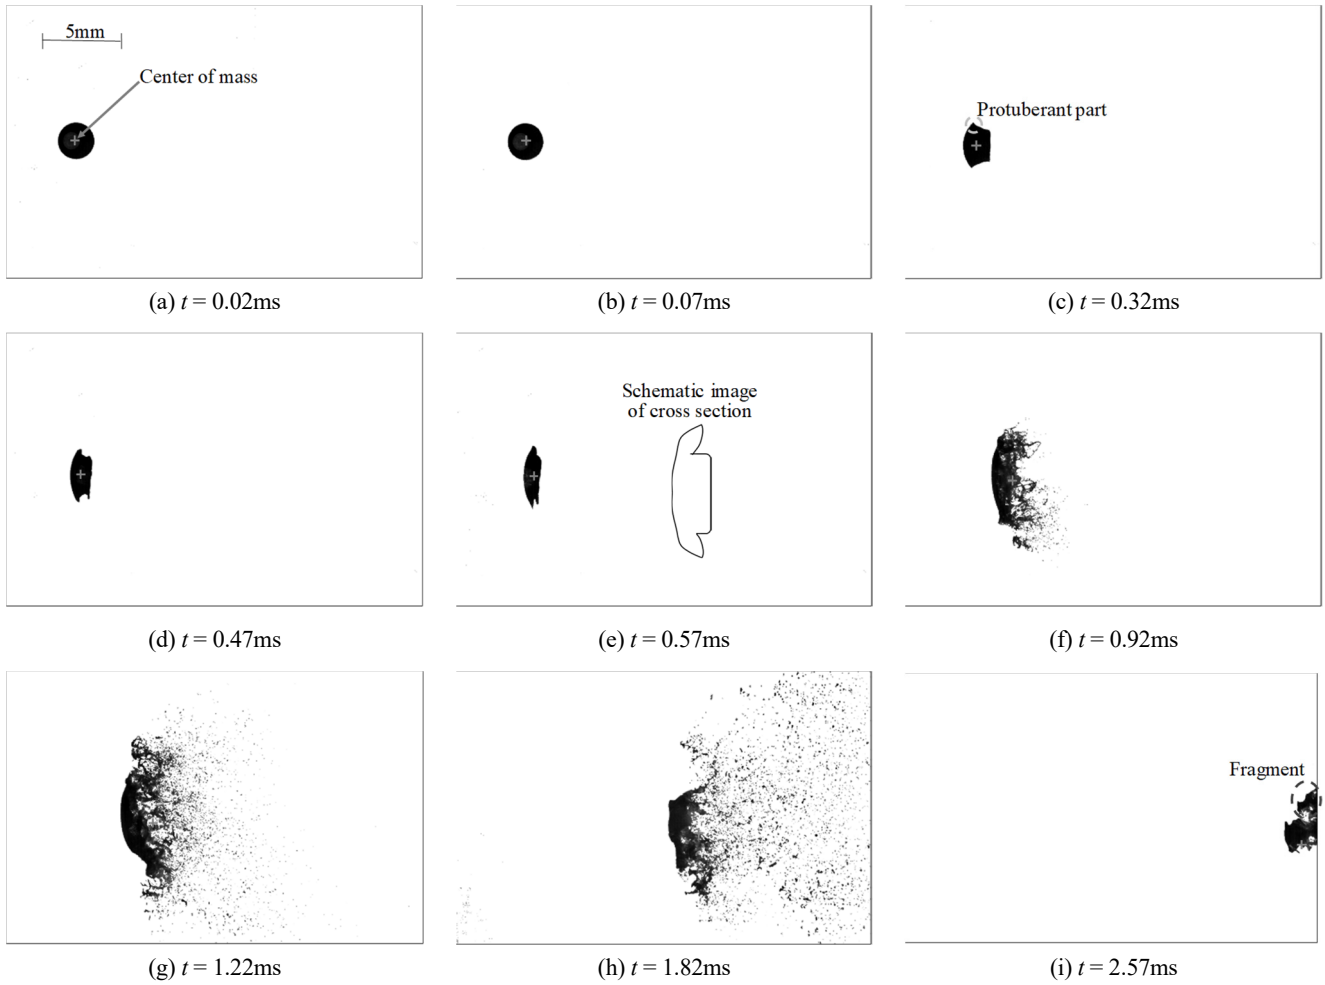 5mm
Center of mass
(a) t = 0.02ms
(b) t = 0.07ms
Protuberant part
(c) t = 0.32ms
(d) t = 0.47ms
Schematic image
of cross section
(e) t = 0.57ms
(f) t = 0.92ms
(g) t = 1.22ms
(h) t = 1.82ms
Fragment
(i) t = 2.57ms